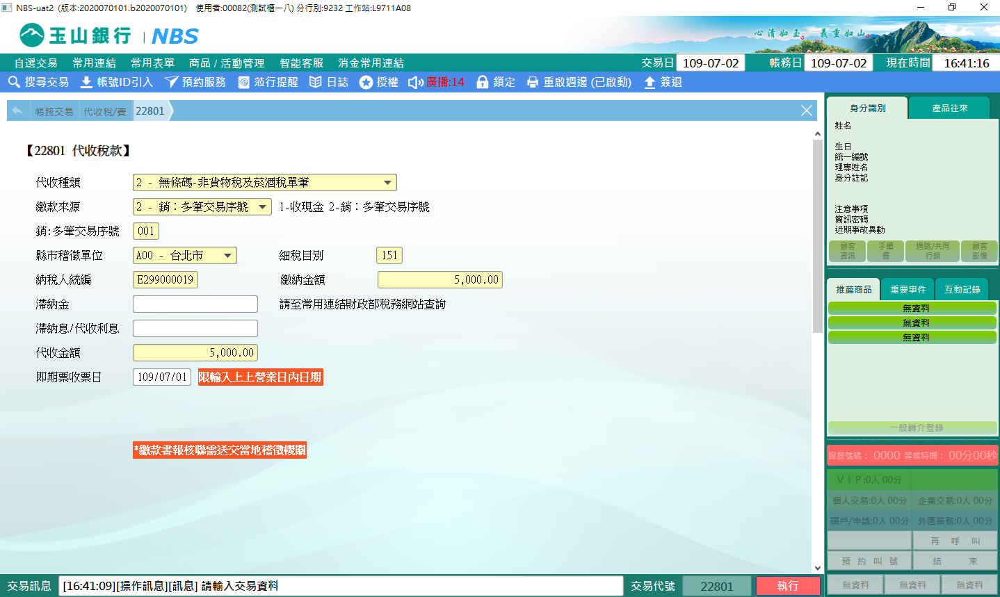 NBS-uat2 (版本:2020070101.b2020070101) 使用者:00082(測試櫃一八) 分行別:9232 工作站:L9711A08
玉山銀行 | NBS
心清如玉。義重如山。
自選交易 常用連結 常用表單 商品 / 活動管理 智能客服 消金常用連結 交易日 109-07-02 帳務日 109-07-02 現在時間 16:41:16
搜尋交易 帳號ID引入 預約服務 蒞行提醒 日誌 授權 廣播:14 鎖定 重啟週邊 (已啟動) 簽退
帳務交易 代收稅/費 22801
【22801 代收稅款】
代收種類 2 - 無條碼-非貨物稅及菸酒稅單筆
繳款來源 2 - 銷：多筆交易序號 1-收現金 2-銷：多筆交易序號
銷:多筆交易序號 001
縣市稽徵單位 A00 - 台北市 細稅目別 151
納稅人統編 E299000019 繳納金額 5,000.00
滯納金 請至常用連結財政部稅務網站查詢
滯納息/代收利息
代收金額 5,000.00
即期票收票日 109/07/01 限輸入上上營業日內日期
*繳款書報核聯需送交當地稽徵機關
身分識別 產品往來
姓名
生日
統一編號
理專姓名
身分註記
注意事項
簡訊密碼
近期事故異動
顧客資訊 手續費 通路/共同行銷 顧客影像
推薦商品 重要事件 互動記錄
無資料
無資料
無資料
一般轉介登錄
服務號碼： 0000 等候時間： 00分00秒
ＶＩＰ:0人 00分
個人交易:0人 00分 企業交易:0人 00分
開戶/申請:0人 00分 外匯業務:0人 00分
再 呼 叫
預 約 叫 號 結 束
無資料 無資料 無資料
交易訊息 [16:41:09][操作訊息][訊息] 請輸入交易資料 交易代號 22801 執行